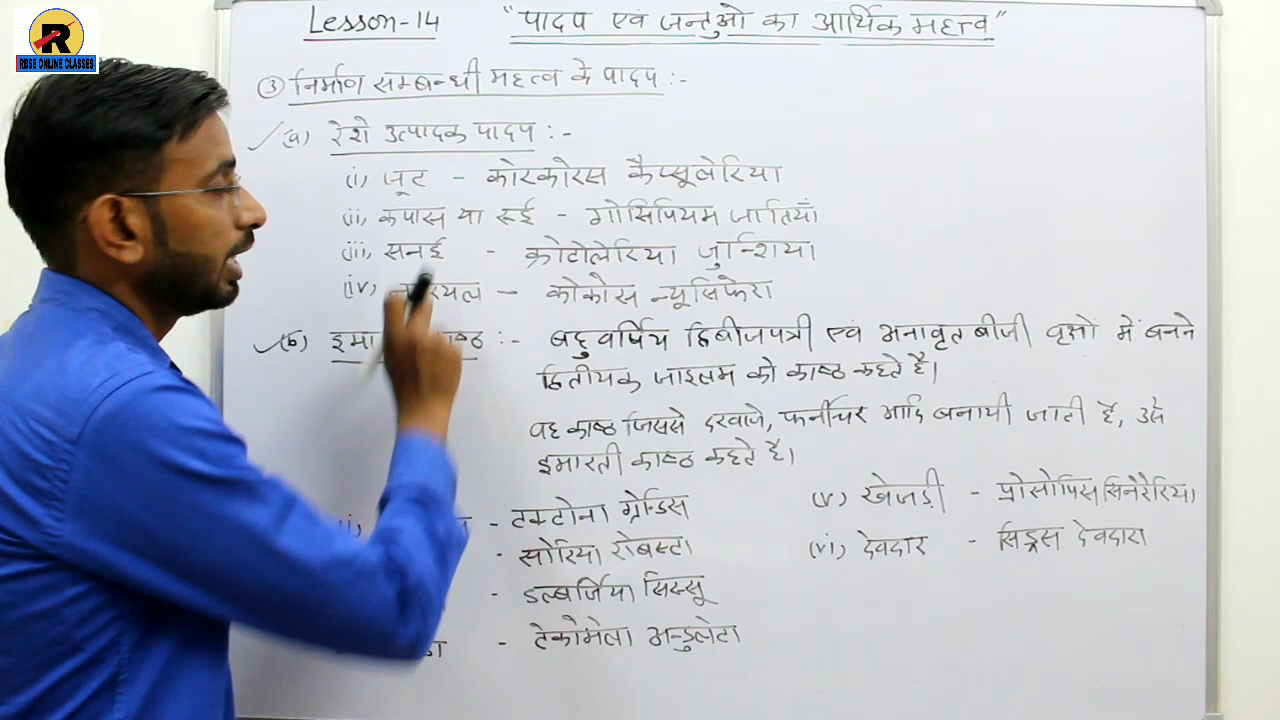 R
RBSE ONLINE CLASSES
Lesson-14 "पादप एवं जन्तुओ का आर्थिक महत्व"
③ निर्माण सम्बन्धी महत्व के पादप :-
(a) रेशे उत्पादक पादप :-
(i) जूट - कोरकोरस कैप्सूलेरिया
(ii) कपास या रूई - गोसिपियम जातियाँ
(iii) सनई - क्रोटोलेरिया जुन्शिया
(iv) - कोकोस न्यूसिफेरा
(b) :- बहुवर्षिय द्विबीजपत्री एवं अनावृतबीजी वृक्षों में बनने
द्वितीयक जाइलम को काष्ठ कहते है।
वह काष्ठ जिससे दरवाजे, फर्नीचर आदि बनायी जाती है, उसे
इमारती काष्ठ कहते है।
- टेक्टोना ग्रेन्डिस
(v) खेजड़ी - प्रोसोपिस सिनेरेरिया
- सोरिया रोबस्टा
(vi) देवदार - सिड्रस देवदारा
- डल्बर्जिया सिस्सू
- टेकोमेला अन्डुलेटा